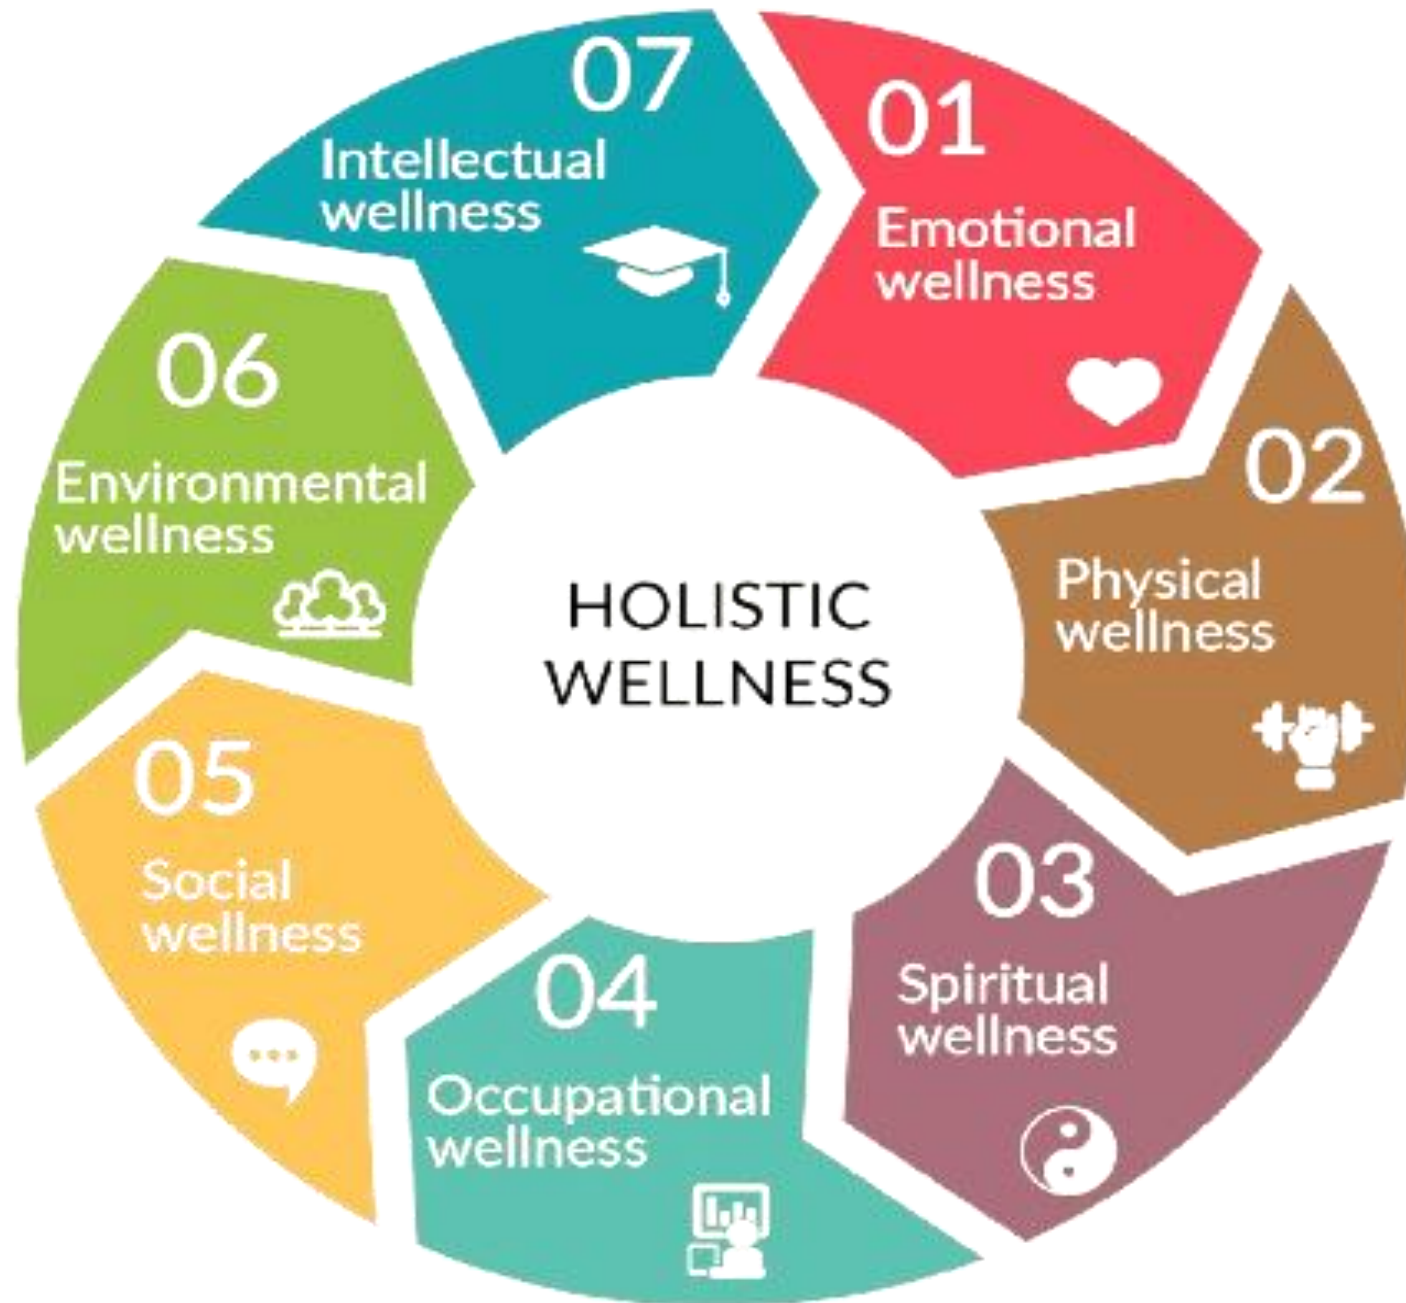 HOLISTIC
WELLNESS
01
Emotional
wellness
02
Physical
wellness
03
Spiritual
wellness
04
Occupational
wellness
05
Social
wellness
06
Environmental
wellness
07
Intellectual
wellness